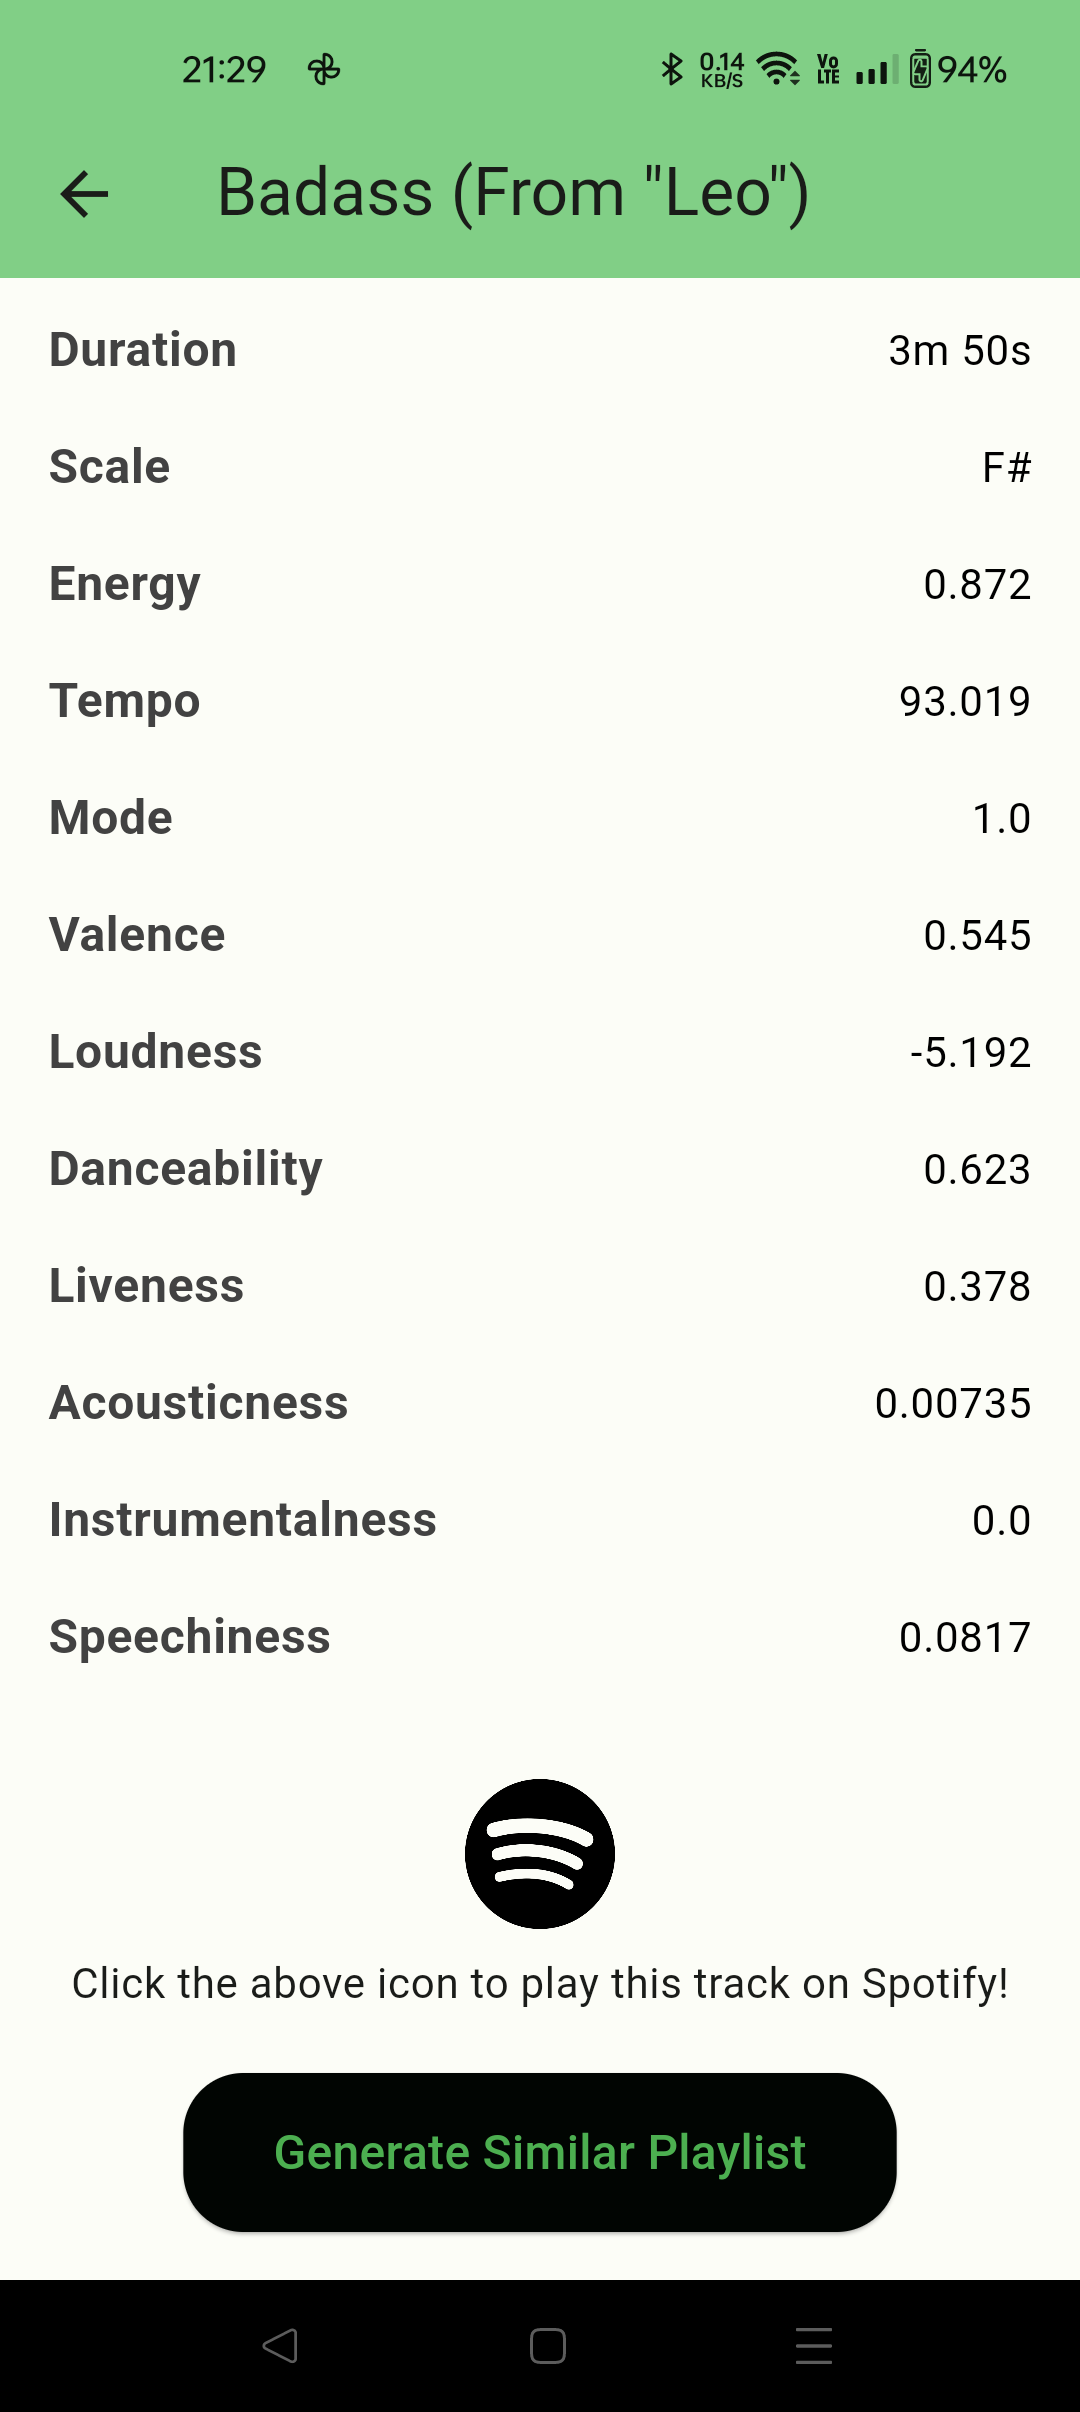 21:29
0.14 KB/S
Vo LTE
94%
Badass (From "Leo")
Duration 3m 50s
Scale F#
Energy 0.872
Tempo 93.019
Mode 1.0
Valence 0.545
Loudness -5.192
Danceability 0.623
Liveness 0.378
Acousticness 0.00735
Instrumentalness 0.0
Speechiness 0.0817
Click the above icon to play this track on Spotify!
Generate Similar Playlist